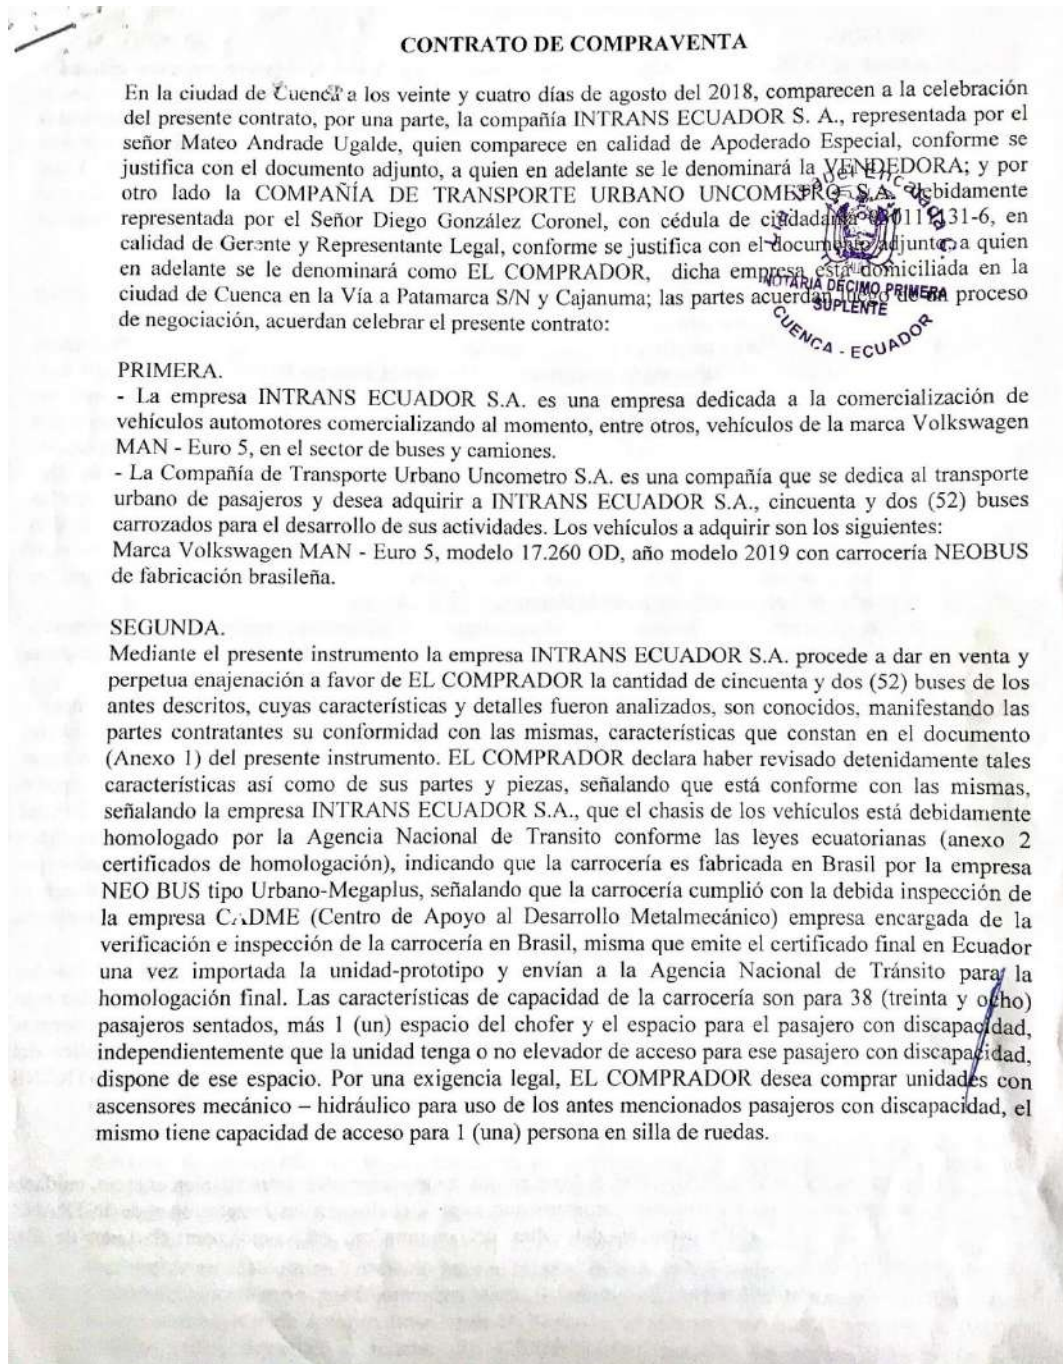 CONTRATO DE COMPRAVENTA
En la ciudad de Cuenca a los veinte y cuatro días de agosto del 2018, comparecen a la celebración
del presente contrato, por una parte, la compañía INTRANS ECUADOR S. A., representada por el
señor Mateo Andrade Ugalde, quien comparece en calidad de Apoderado Especial, conforme se
justifica con el documento adjunto, a quien en adelante se le denominará la VENDEDORA; y por
otro lado la COMPAÑÍA DE TRANSPORTE URBANO UNCOMETRO S.A. debidamente
representada por el Señor Diego González Coronel, con cédula de ciudadanía 131-6, en
calidad de Gerente y Representante Legal, conforme se justifica con el documento adjunto, a quien
en adelante se le denominará como EL COMPRADOR, dicha empresa está domiciliada en la
ciudad de Cuenca en la Vía a Patamarca S/N y Cajanuma; las partes acuerdan luego de un proceso
de negociación, acuerdan celebrar el presente contrato:
NOTARIA DECIMO PRIMERA
SUPLENTE
CUENCA - ECUADOR
PRIMERA.
- La empresa INTRANS ECUADOR S.A. es una empresa dedicada a la comercialización de
vehículos automotores comercializando al momento, entre otros, vehículos de la marca Volkswagen
MAN - Euro 5, en el sector de buses y camiones.
- La Compañía de Transporte Urbano Uncometro S.A. es una compañía que se dedica al transporte
urbano de pasajeros y desea adquirir a INTRANS ECUADOR S.A., cincuenta y dos (52) buses
carrozados para el desarrollo de sus actividades. Los vehículos a adquirir son los siguientes:
Marca Volkswagen MAN - Euro 5, modelo 17.260 OD, año modelo 2019 con carrocería NEOBUS
de fabricación brasileña.
SEGUNDA.
Mediante el presente instrumento la empresa INTRANS ECUADOR S.A. procede a dar en venta y
perpetua enajenación a favor de EL COMPRADOR la cantidad de cincuenta y dos (52) buses de los
antes descritos, cuyas características y detalles fueron analizados, son conocidos, manifestando las
partes contratantes su conformidad con las mismas, características que constan en el documento
(Anexo 1) del presente instrumento. EL COMPRADOR declara haber revisado detenidamente tales
características así como de sus partes y piezas, señalando que está conforme con las mismas,
señalando la empresa INTRANS ECUADOR S.A., que el chasis de los vehículos está debidamente
homologado por la Agencia Nacional de Transito conforme las leyes ecuatorianas (anexo 2
certificados de homologación), indicando que la carrocería es fabricada en Brasil por la empresa
NEO BUS tipo Urbano-Megaplus, señalando que la carrocería cumplió con la debida inspección de
la empresa CADME (Centro de Apoyo al Desarrollo Metalmecánico) empresa encargada de la
verificación e inspección de la carrocería en Brasil, misma que emite el certificado final en Ecuador
una vez importada la unidad-prototipo y envían a la Agencia Nacional de Tránsito para la
homologación final. Las características de capacidad de la carrocería son para 38 (treinta y ocho)
pasajeros sentados, más 1 (un) espacio del chofer y el espacio para el pasajero con discapacidad,
independientemente que la unidad tenga o no elevador de acceso para ese pasajero con discapacidad,
dispone de ese espacio. Por una exigencia legal, EL COMPRADOR desea comprar unidades con
ascensores mecánico – hidráulico para uso de los antes mencionados pasajeros con discapacidad, el
mismo tiene capacidad de acceso para 1 (una) persona en silla de ruedas.